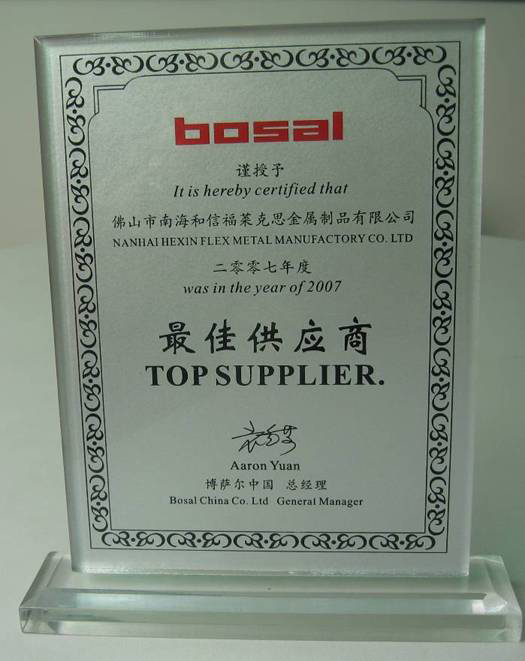 bosal
谨授予
It is hereby certified that
佛山市南海和信福莱克思金属制品有限公司
NANHAI HEXIN FLEX METAL MANUFACTORY CO. LTD
二零零七年度
was in the year of 2007
最佳供应商
TOP SUPPLIER.
Aaron Yuan
博萨尔中国 总经理
Bosal China Co. Ltd General Manager